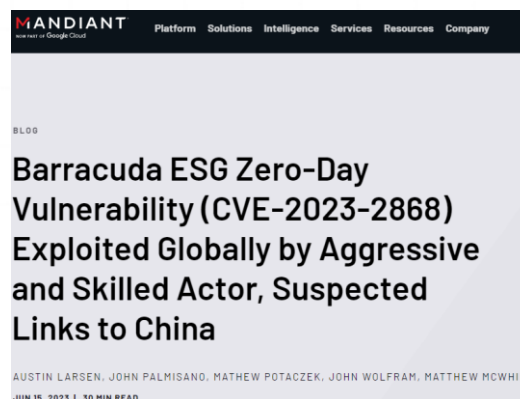 MANDIANT
NOW PART OF Google Cloud
Platform Solutions Intelligence Services Resources Company
BLOG
Barracuda ESG Zero-Day
Vulnerability (CVE-2023-2868)
Exploited Globally by Aggressive
and Skilled Actor, Suspected
Links to China
AUSTIN LARSEN, JOHN PALMISANO, MATHEW POTACZEK, JOHN WOLFRAM, MATTHEW MCWHI
JUN 15, 2023 | 30 MIN READ